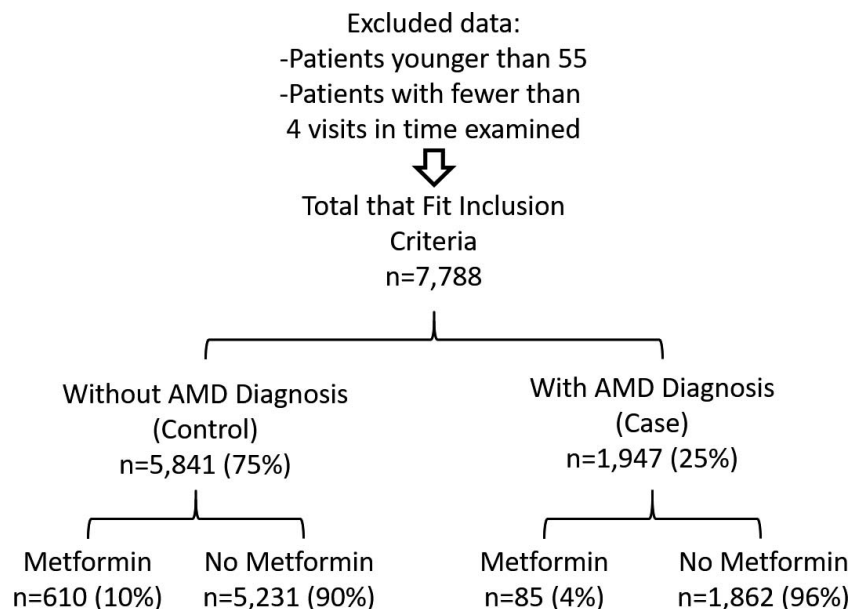 Excluded data:
-Patients younger than 55
-Patients with fewer than
4 visits in time examined
Total that Fit Inclusion
Criteria
n=7,788
Without AMD Diagnosis
(Control)
n=5,841 (75%)
With AMD Diagnosis
(Case)
n=1,947 (25%)
Metformin
n=610 (10%)
No Metformin
n=5,231 (90%)
Metformin
n=85 (4%)
No Metformin
n=1,862 (96%)